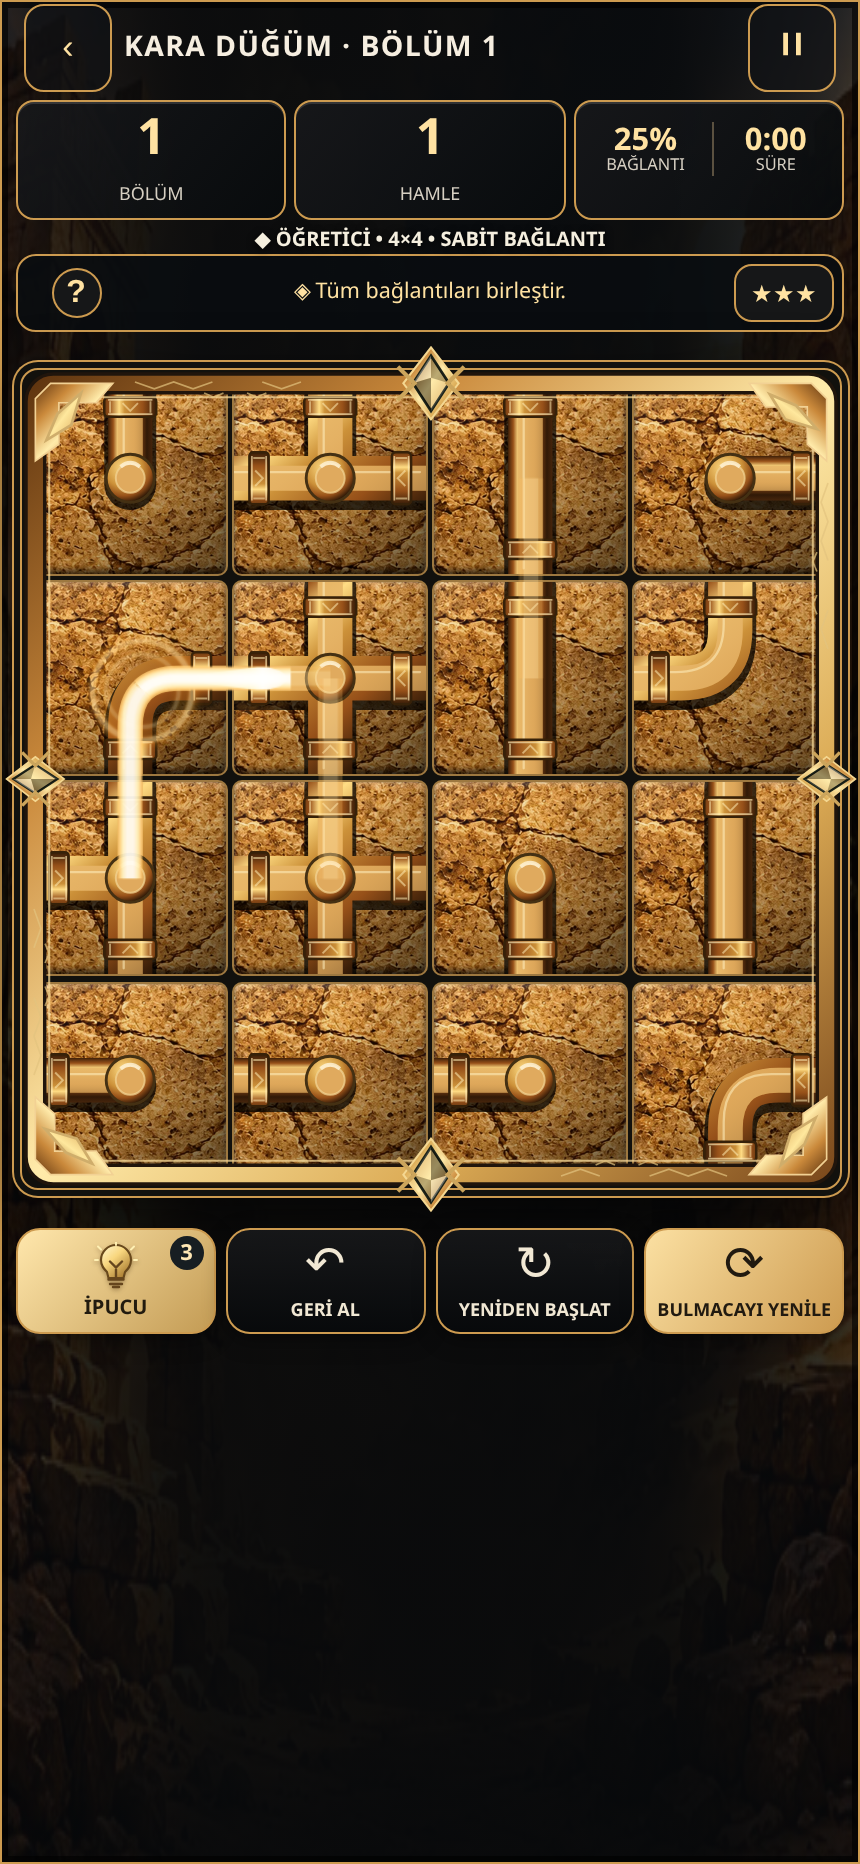 KARA DÜĞÜM · BÖLÜM 1
1
BÖLÜM
1
HAMLE
25%
BAĞLANTI
0:00
SÜRE
◆ ÖĞRETİCİ • 4×4 • SABİT BAĞLANTI
?
◈ Tüm bağlantıları birleştir.
★★★
3
İPUCU
GERİ AL
YENİDEN BAŞLAT
BULMACAYI YENİLE